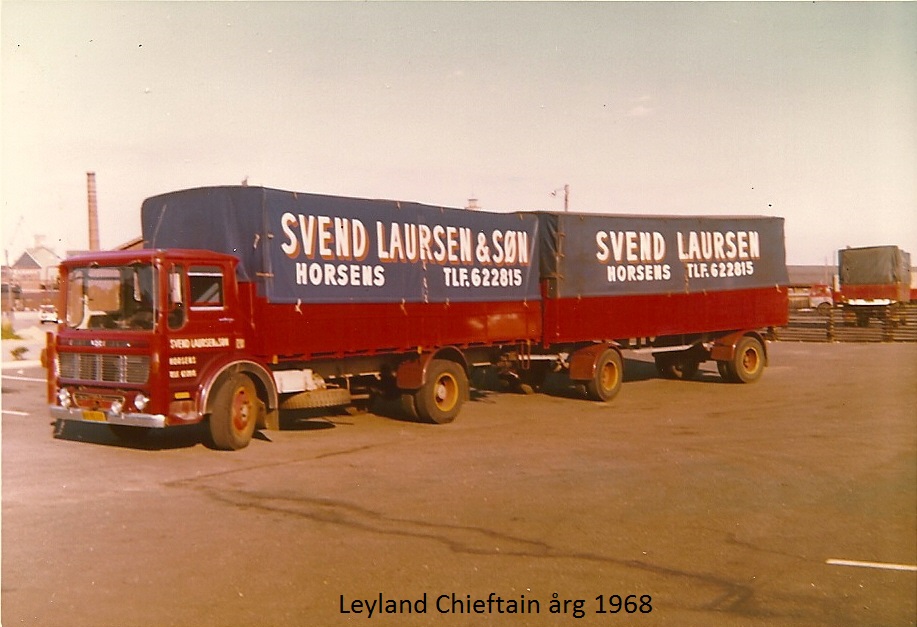 SVEND LAURSEN & SØN
HORSENS TLF. 622815
SVEND LAURSEN
HORSENS TLF. 622815
SVEND LAURSEN & SØN
HORSENS
Leyland Chieftain årg 1968